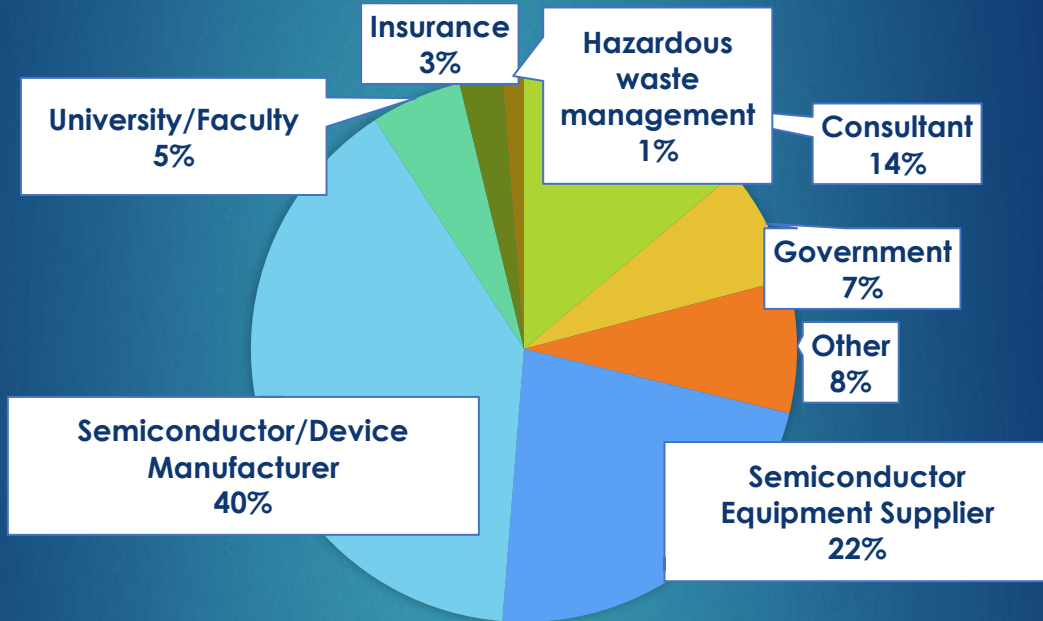 Insurance
3%
Hazardous
waste
management
1%
University/Faculty
5%
Consultant
14%
Government
7%
Other
8%
Semiconductor/Device
Manufacturer
40%
Semiconductor
Equipment Supplier
22%